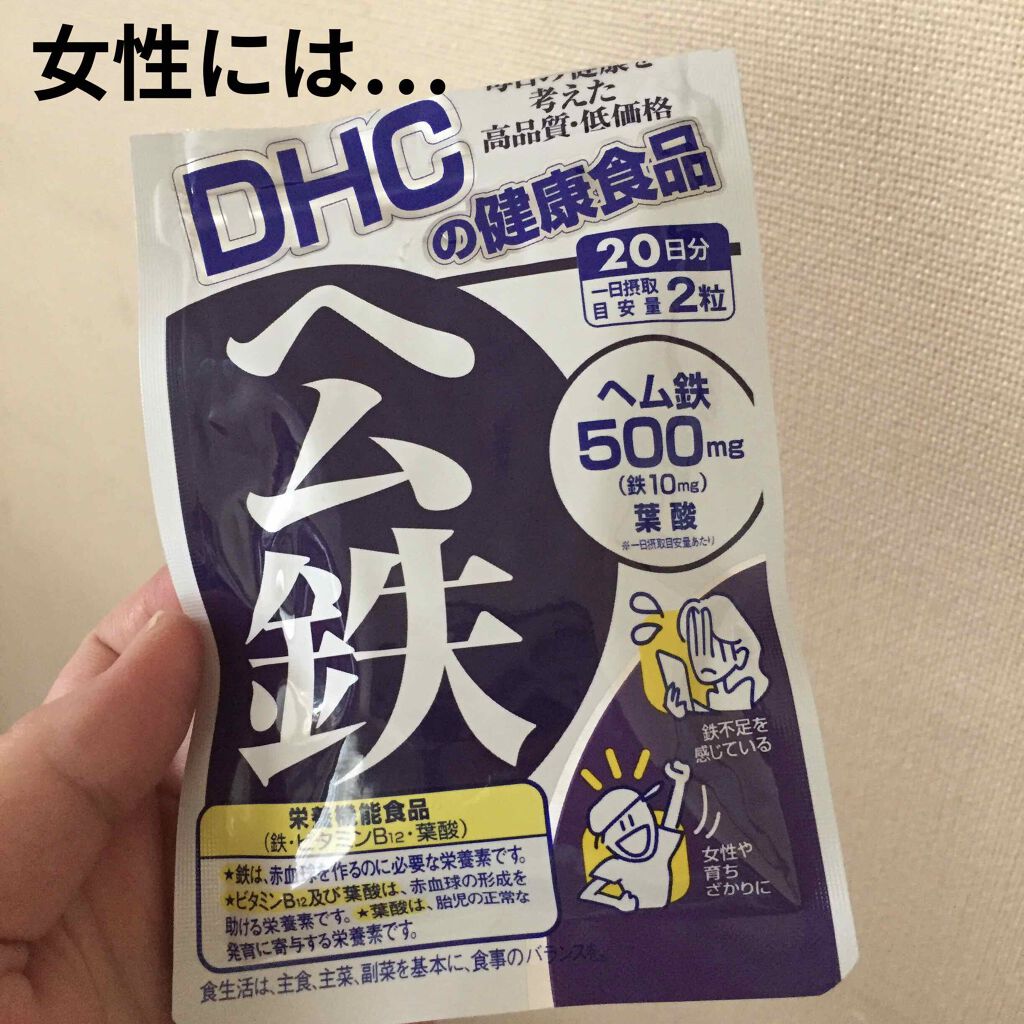 女性には…
考えた
高品質・低価格
DHC
の健康食品
20日分
一日摂取
目安量 2粒
ヘム鉄
ヘム鉄
500mg
(鉄10mg)
葉酸
※一日摂取目安量あたり
鉄不足を
感じている
女性や
育ち
ざかりに
栄養機能食品
(鉄・ビタミンB12・葉酸)
★鉄は、赤血球を作るのに必要な栄養素です。
★ビタミンB12及び葉酸は、赤血球の形成を
助ける栄養素です。★葉酸は、胎児の正常な
発育に寄与する栄養素です。
食生活は、主食、主菜、副菜を基本に、食事のバランスを。